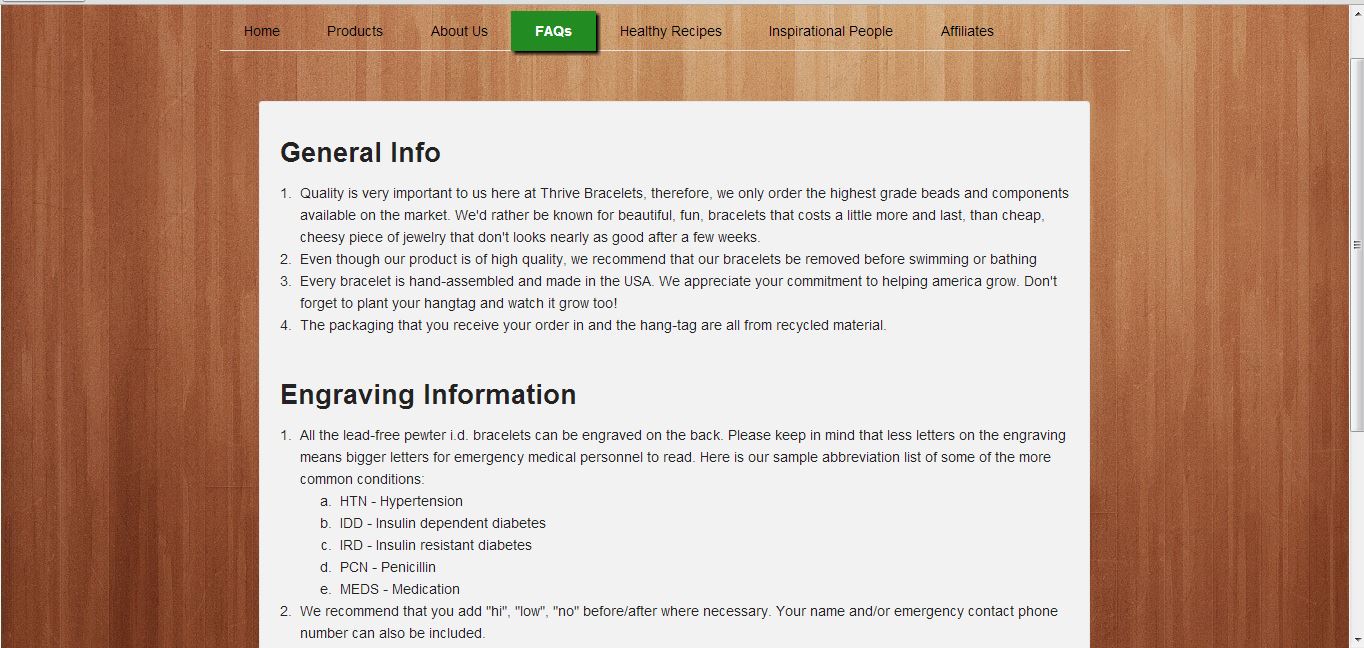 Home Products About Us FAQs Healthy Recipes Inspirational People Affiliates
General Info
1. Quality is very important to us here at Thrive Bracelets, therefore, we only order the highest grade beads and components
available on the market. We'd rather be known for beautiful, fun, bracelets that costs a little more and last, than cheap,
cheesy piece of jewelry that don't looks nearly as good after a few weeks.
2. Even though our product is of high quality, we recommend that our bracelets be removed before swimming or bathing
3. Every bracelet is hand-assembled and made in the USA. We appreciate your commitment to helping america grow. Don't
forget to plant your hangtag and watch it grow too!
4. The packaging that you receive your order in and the hang-tag are all from recycled material.
Engraving Information
1. All the lead-free pewter i.d. bracelets can be engraved on the back. Please keep in mind that less letters on the engraving
means bigger letters for emergency medical personnel to read. Here is our sample abbreviation list of some of the more
common conditions:
a. HTN - Hypertension
b. IDD - Insulin dependent diabetes
c. IRD - Insulin resistant diabetes
d. PCN - Penicillin
e. MEDS - Medication
2. We recommend that you add "hi", "low", "no" before/after where necessary. Your name and/or emergency contact phone
number can also be included.